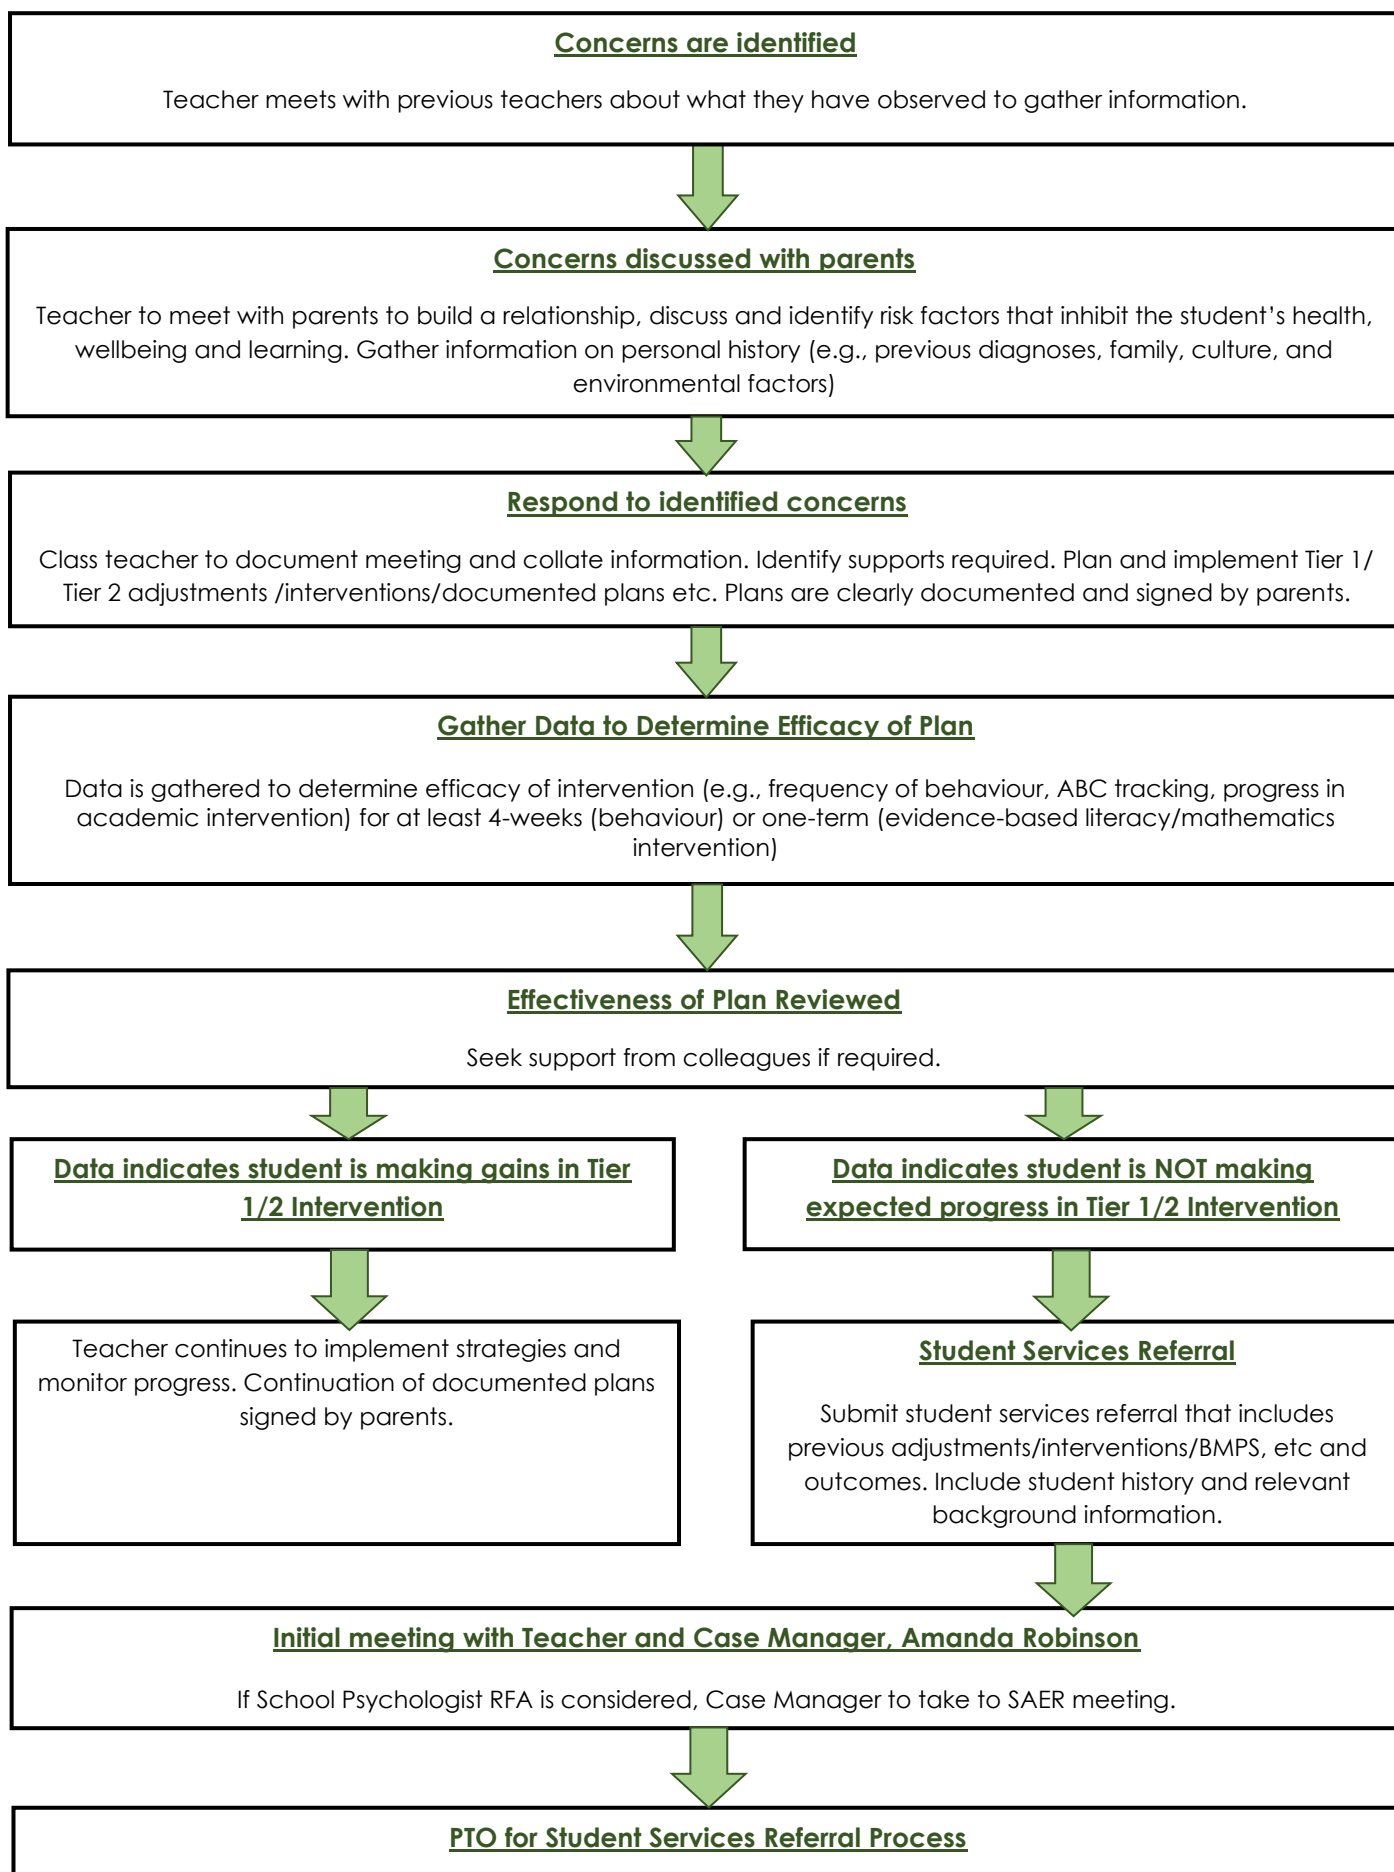 Concerns are identified
Teacher meets with previous teachers about what they have observed to gather information.
Concerns discussed with parents
Teacher to meet with parents to build a relationship, discuss and identify risk factors that inhibit the student’s health,
wellbeing and learning. Gather information on personal history (e.g., previous diagnoses, family, culture, and
environmental factors)
Respond to identified concerns
Class teacher to document meeting and collate information. Identify supports required. Plan and implement Tier 1/
Tier 2 adjustments /interventions/documented plans etc. Plans are clearly documented and signed by parents.
Gather Data to Determine Efficacy of Plan
Data is gathered to determine efficacy of intervention (e.g., frequency of behaviour, ABC tracking, progress in
academic intervention) for at least 4-weeks (behaviour) or one-term (evidence-based literacy/mathematics
intervention)
Effectiveness of Plan Reviewed
Seek support from colleagues if required.
Data indicates student is making gains in Tier
1/2 Intervention
Data indicates student is NOT making
expected progress in Tier 1/2 Intervention
Teacher continues to implement strategies and
monitor progress. Continuation of documented plans
signed by parents.
Student Services Referral
Submit student services referral that includes
previous adjustments/interventions/BMPS, etc and
outcomes. Include student history and relevant
background information.
Initial meeting with Teacher and Case Manager, Amanda Robinson
If School Psychologist RFA is considered, Case Manager to take to SAER meeting.
PTO for Student Services Referral Process